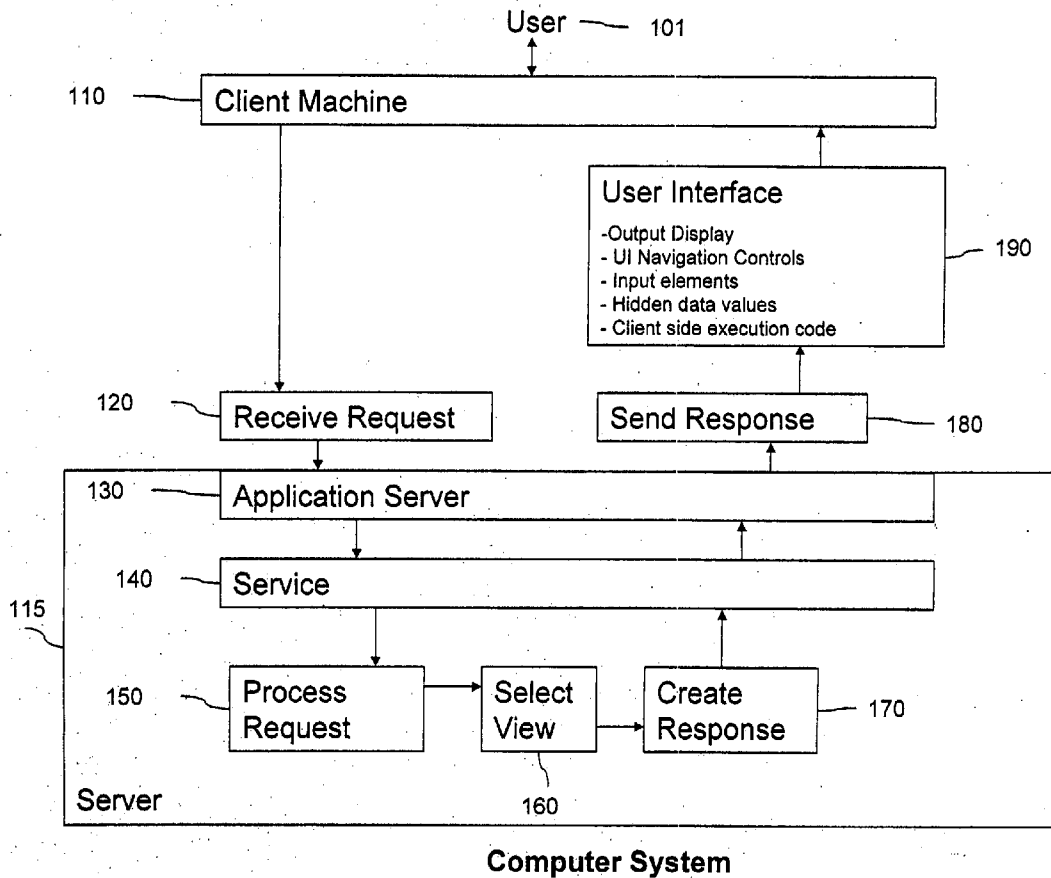 User 101
110 Client Machine
User Interface
-Output Display
- UI Navigation Controls
- Input elements
- Hidden data values
- Client side execution code
190
120 Receive Request
Send Response 180
130 Application Server
140 Service
115
150 Process
Request
Select
View
160
Create
Response
170
Server
Computer System